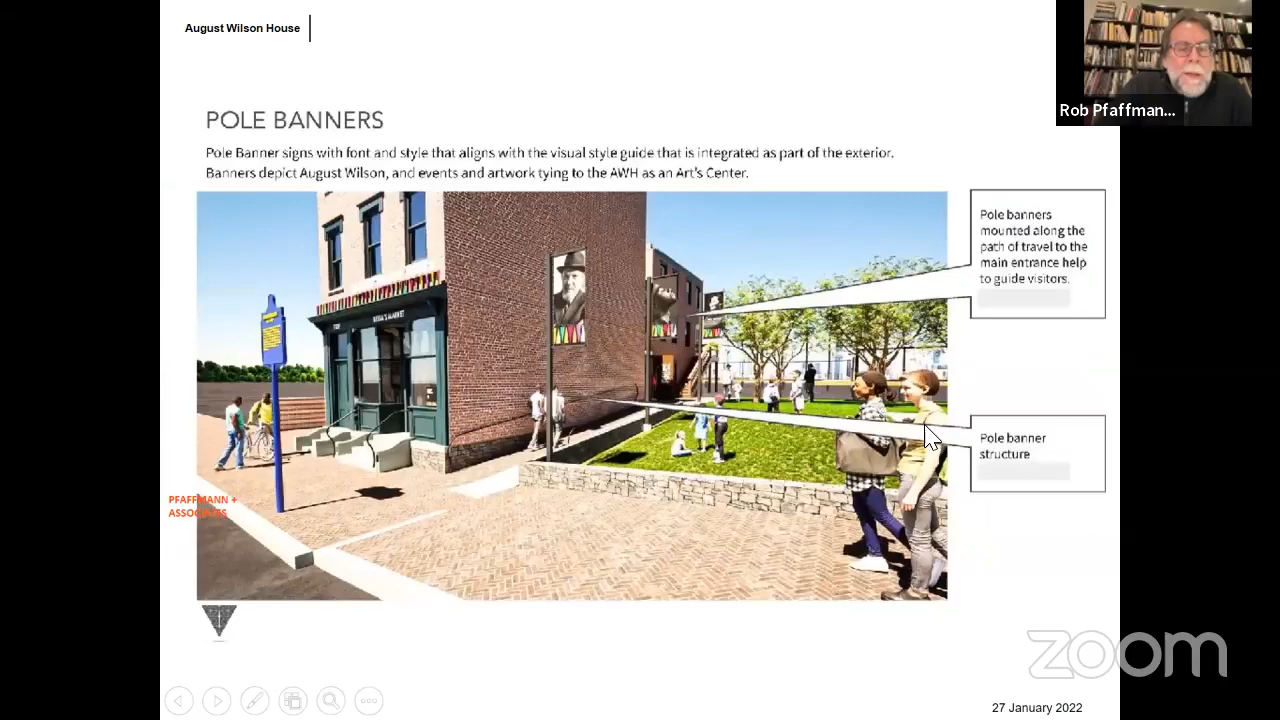 August Wilson House
Rob Pfaffman...
POLE BANNERS
Pole Banner signs with font and style that aligns with the visual style guide that is integrated as part of the exterior.
Banners depict August Wilson, and events and artwork tying to the AWH as an Art's Center.
Pole banners
mounted along the
path of travel to the
main entrance help
to guide visitors.
BELLA'S MARKET
Pole banner
structure
PFAFFMANN +
ASSOCIATES
zoom
27 January 2022